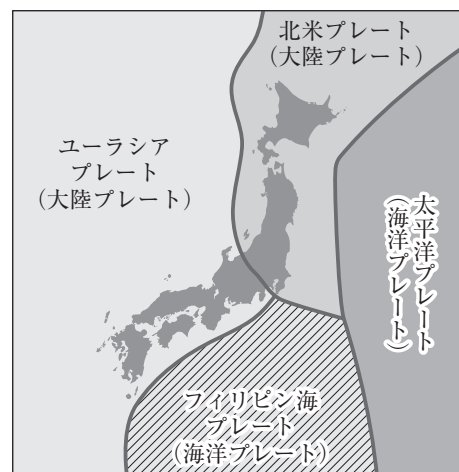 北米プレート
（大陸プレート）
ユーラシア
プレート
（大陸プレート）
太平洋プレート
（海洋プレート）
フィリピン海
プレート
（海洋プレート）